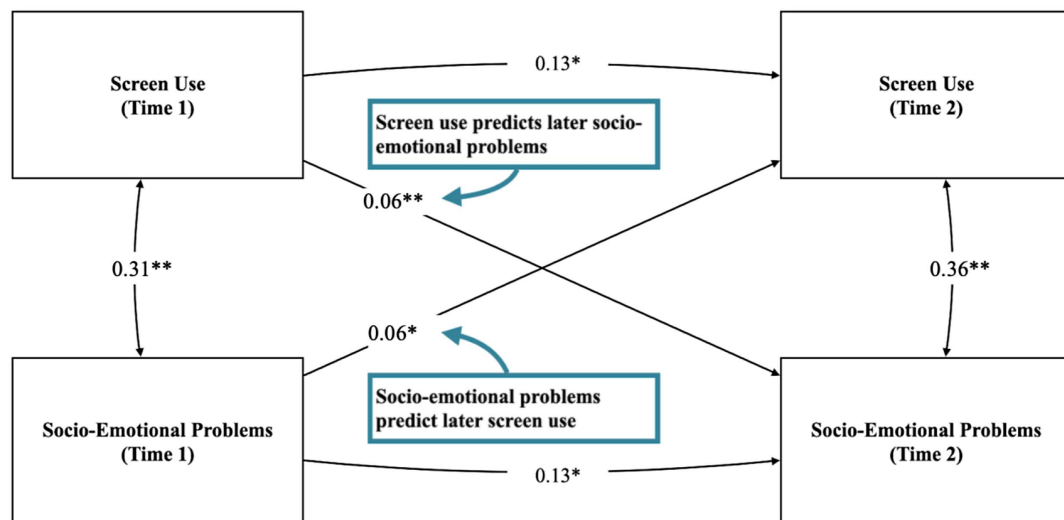 Screen Use
(Time 1)
0.13*
Screen Use
(Time 2)
Screen use predicts later socio-
emotional problems
0.06**
0.31**
0.36**
0.06*
Socio-emotional problems
predict later screen use
Socio-Emotional Problems
(Time 1)
0.13*
Socio-Emotional Problems
(Time 2)